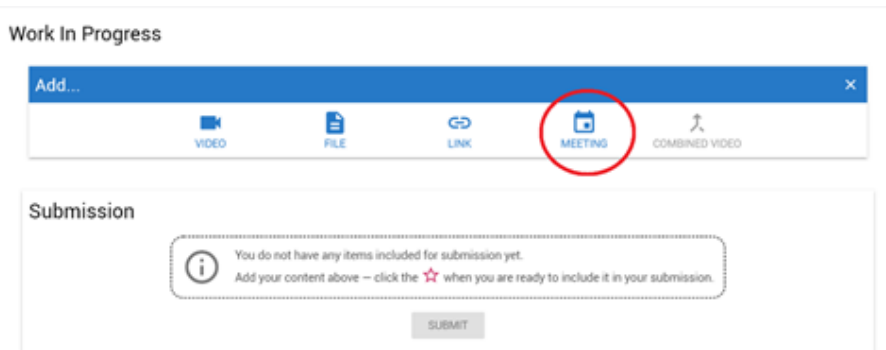 Work In Progress
Add...
×
VIDEO
FILE
LINK
MEETING
COMBINED VIDEO
Submission
You do not have any items included for submission yet.
Add your content above — click the ☆ when you are ready to include it in your submission.
SUBMIT